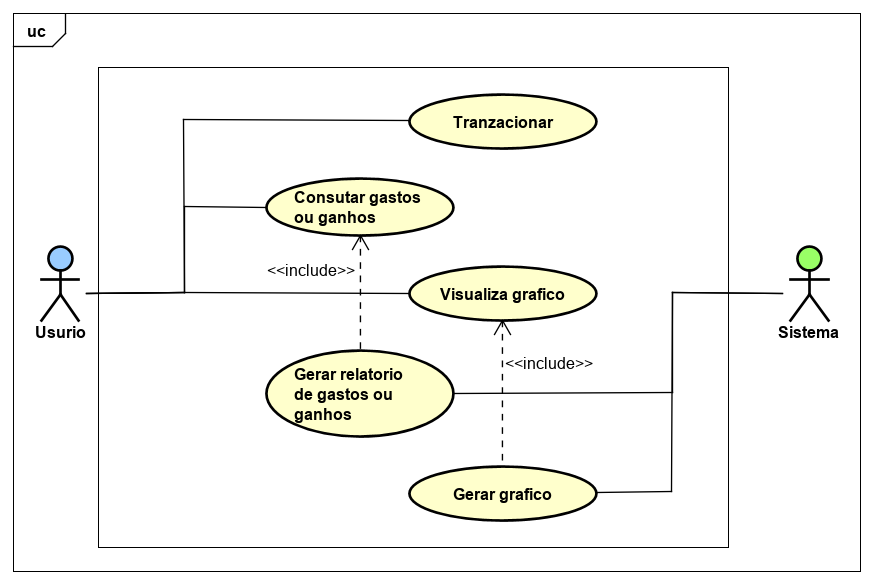 uc
Tranzacionar
Consutar gastos
ou ganhos
<<include>>
Visualiza grafico
Usurio
Sistema
<<include>>
Gerar relatorio
de gastos ou
ganhos
Gerar grafico